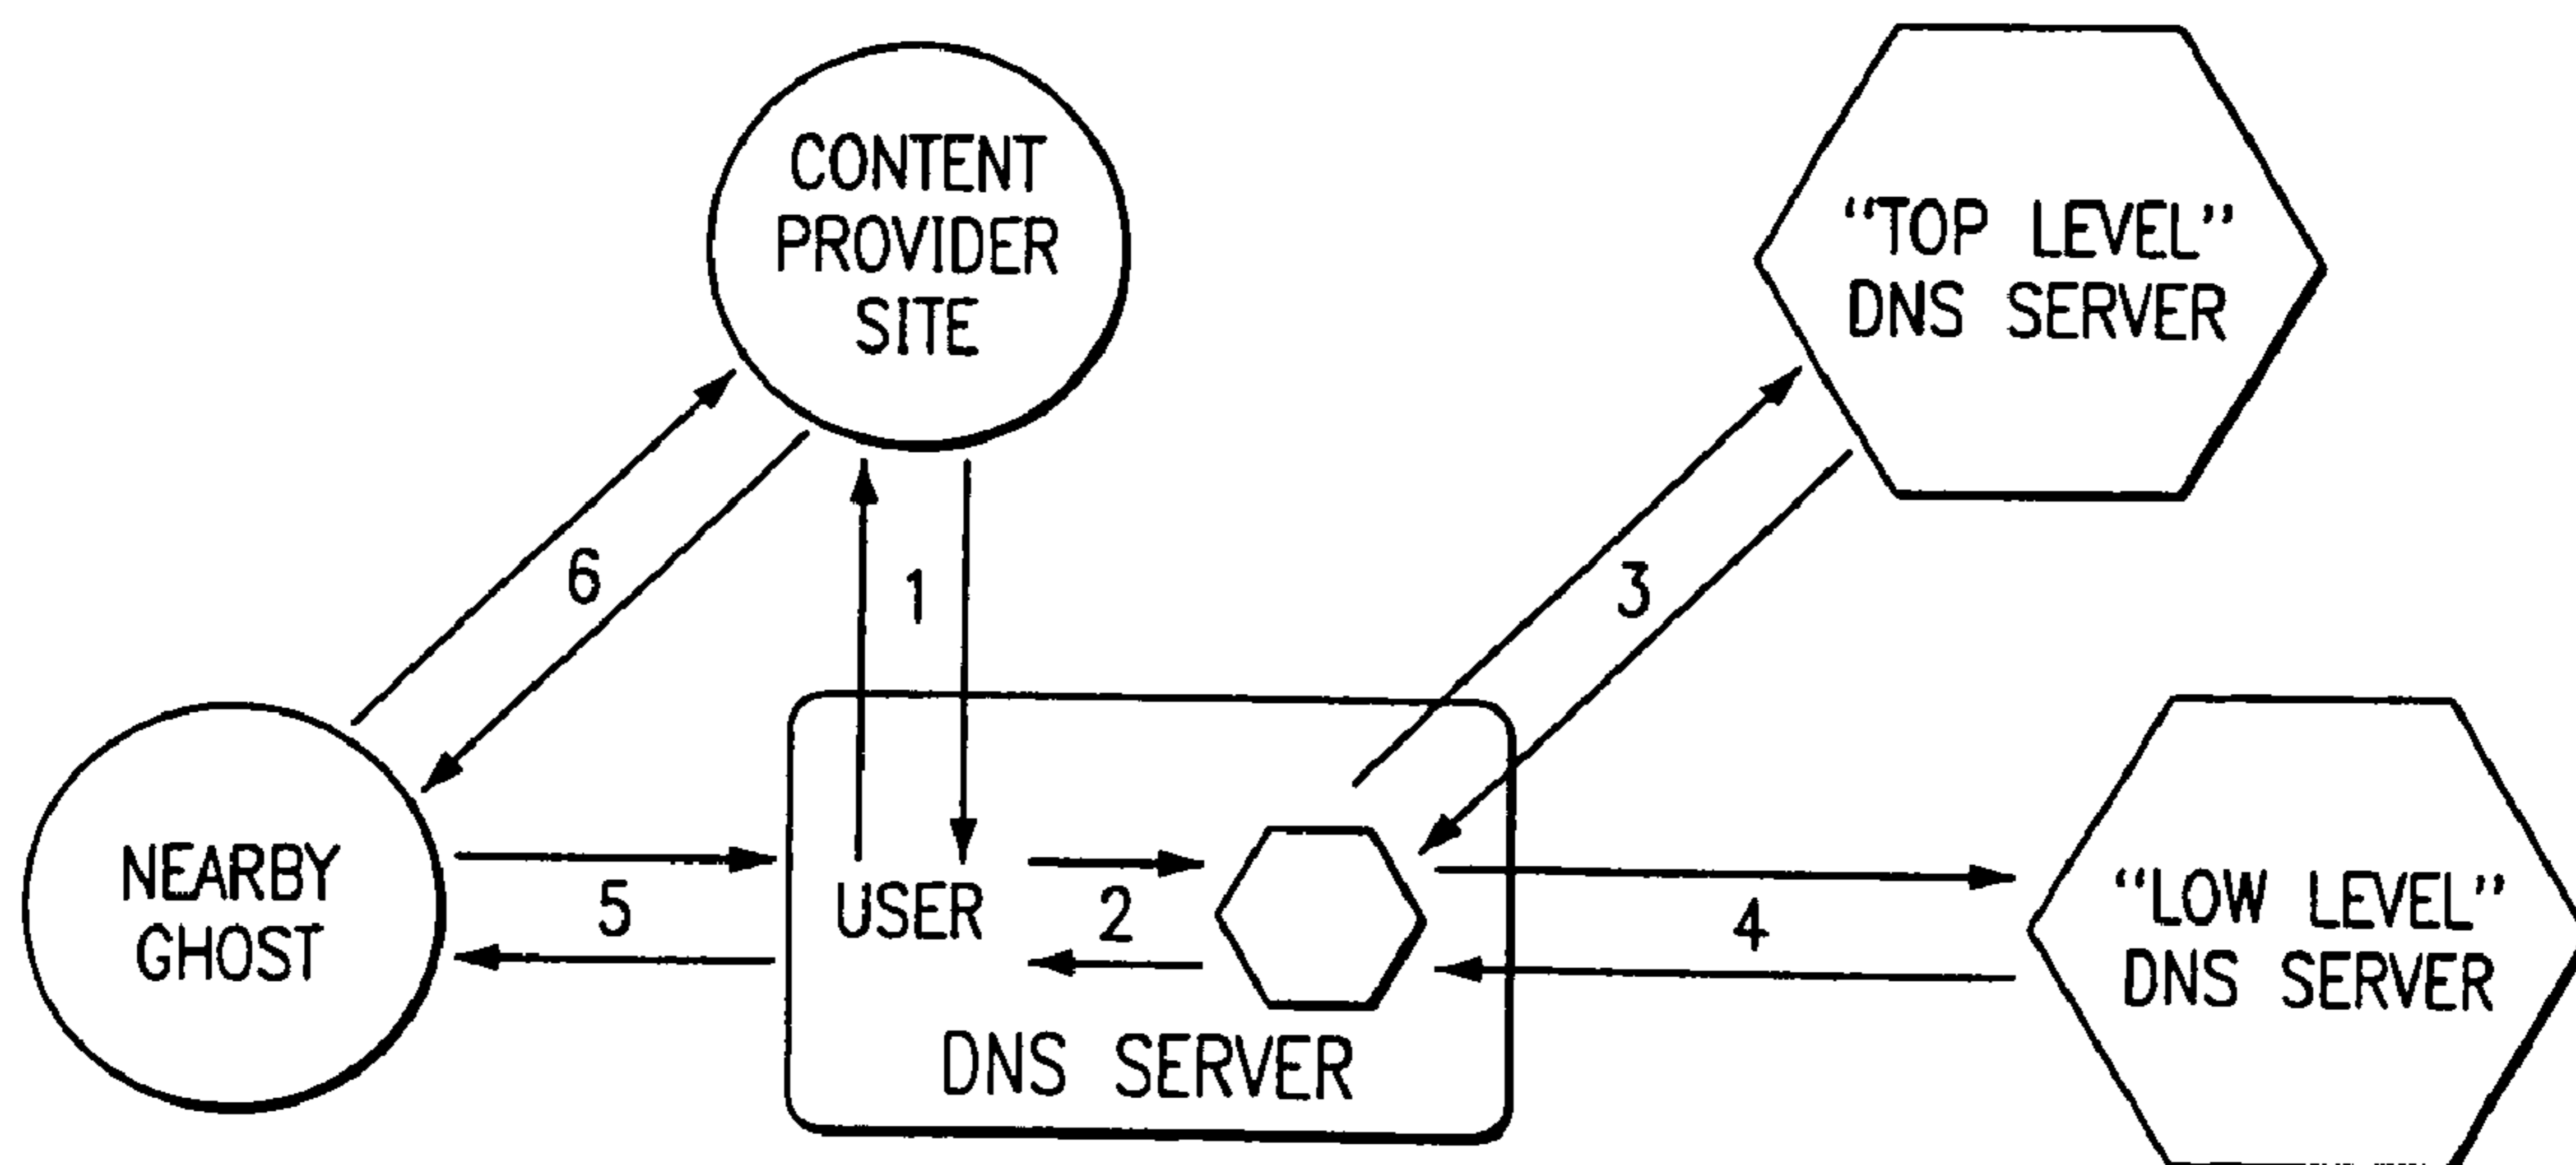 CONTENT
PROVIDER
SITE
“TOP LEVEL”
DNS SERVER
6
1
3
NEARBY
GHOST
5
USER
2
4
“LOW LEVEL”
DNS SERVER
DNS SERVER